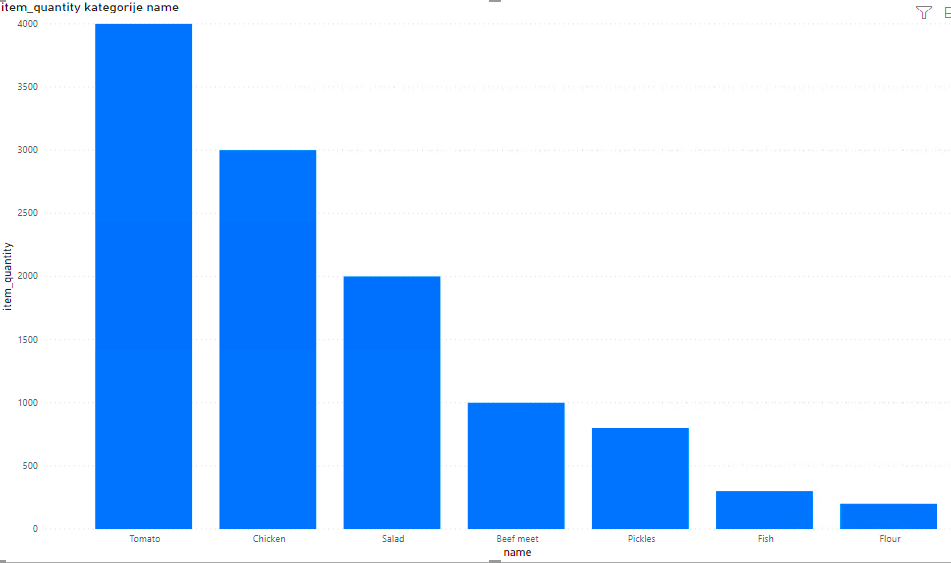 item_quantity kategorije name
4000
3500
3000
2500
2000
1500
1000
500
0
item_quantity
Tomato Chicken Salad Beef meet Pickles Fish Flour
name